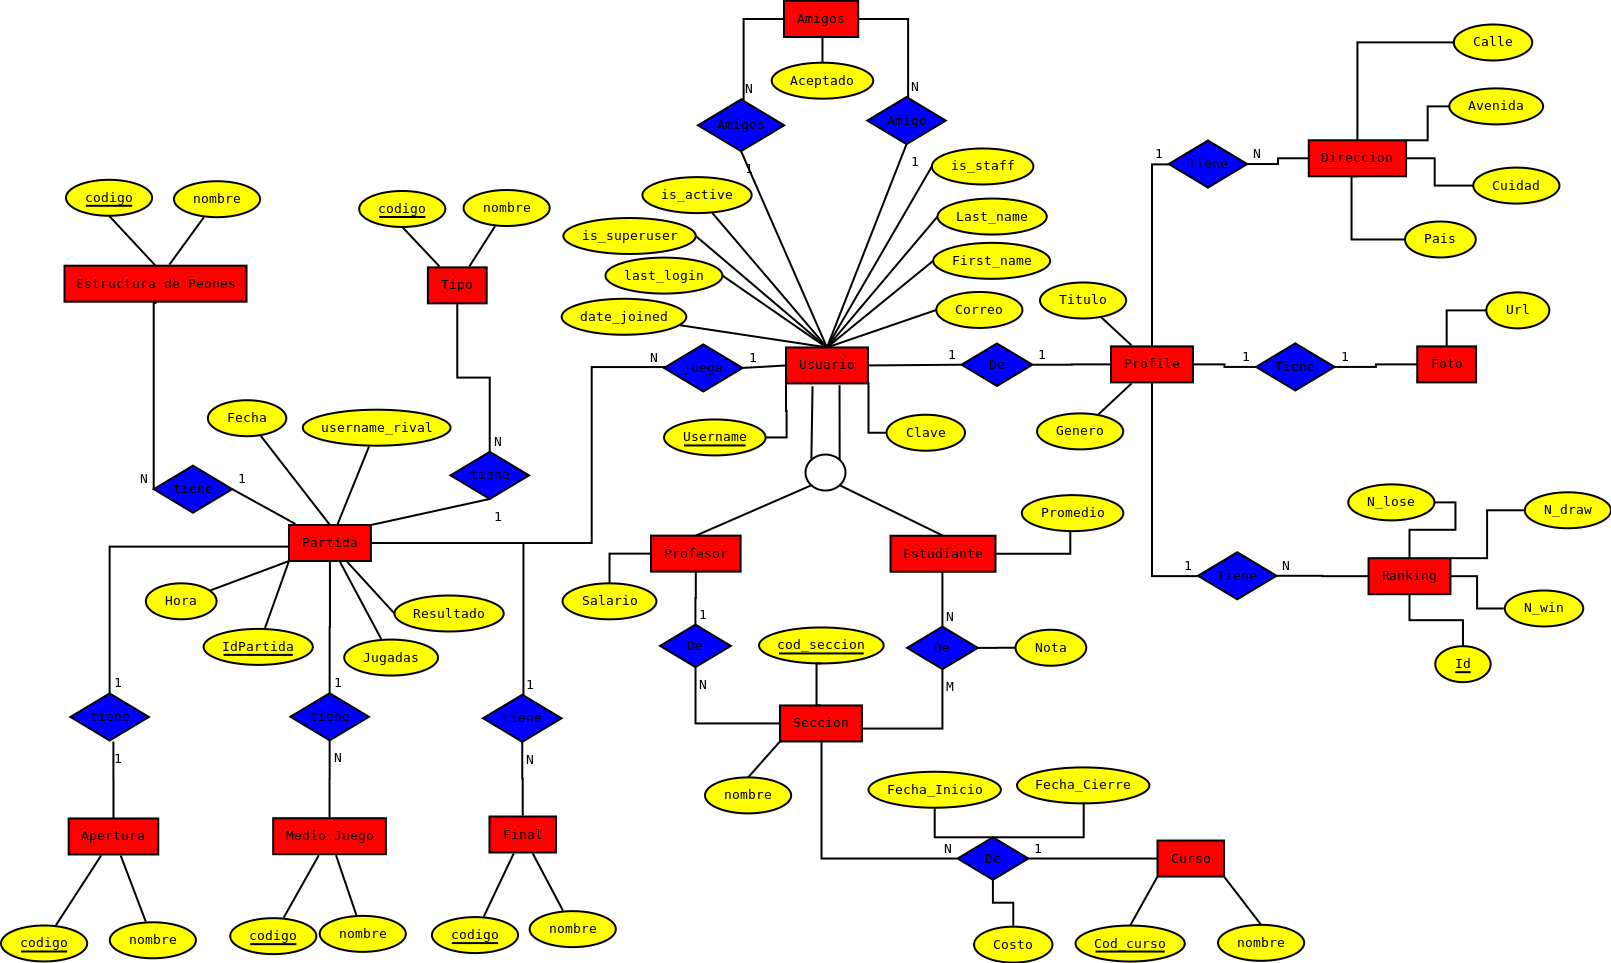 Amigos
Aceptado
Calle
Avenida
Cuidad
Pais
Direccion
Tiene
1
N
N
N
Amigos
Amigo
1
1
is_staff
is_active
Last_name
is_superuser
First_name
last_login
Correo
date_joined
codigo
nombre
codigo
nombre
Estructura de Peones
Tipo
Titulo
Url
N
juega
1
Usuario
1
De
1
Profile
1
Tiene
1
Foto
Fecha
username_rival
Username
Clave
Genero
N
tiene
1
N
tiene
1
Partida
Profesor
Estudiante
Promedio
N_lose
N_draw
Hora
Resultado
IdPartida
Jugadas
Salario
1
Tiene
N
Ranking
N_win
Id
1
De
N
cod_seccion
N
De
M
Nota
Seccion
nombre
1
tiene
1
1
tiene
N
1
tiene
N
Fecha_Inicio
Fecha_Cierre
Apertura
Medio Juego
Final
N
De
1
Curso
codigo
nombre
codigo
nombre
codigo
nombre
Costo
Cod_curso
nombre